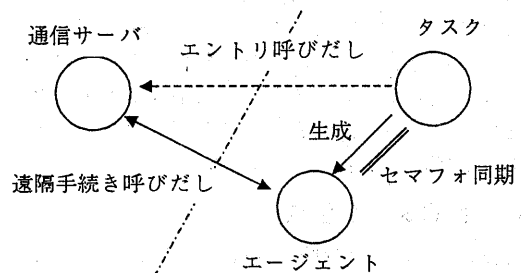 タスク
通信サーバ
エントリ呼びだし
生成
セマフォ同期
遠隔手続き呼びだし
エージェント